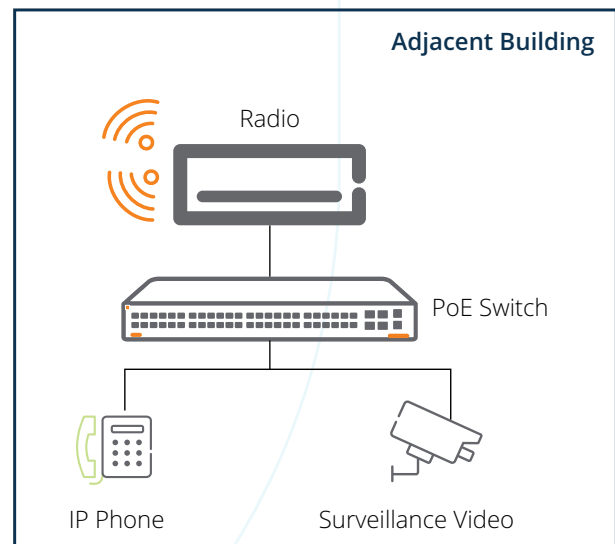 Adjacent Building
Radio
PoE Switch
IP Phone
Surveillance Video